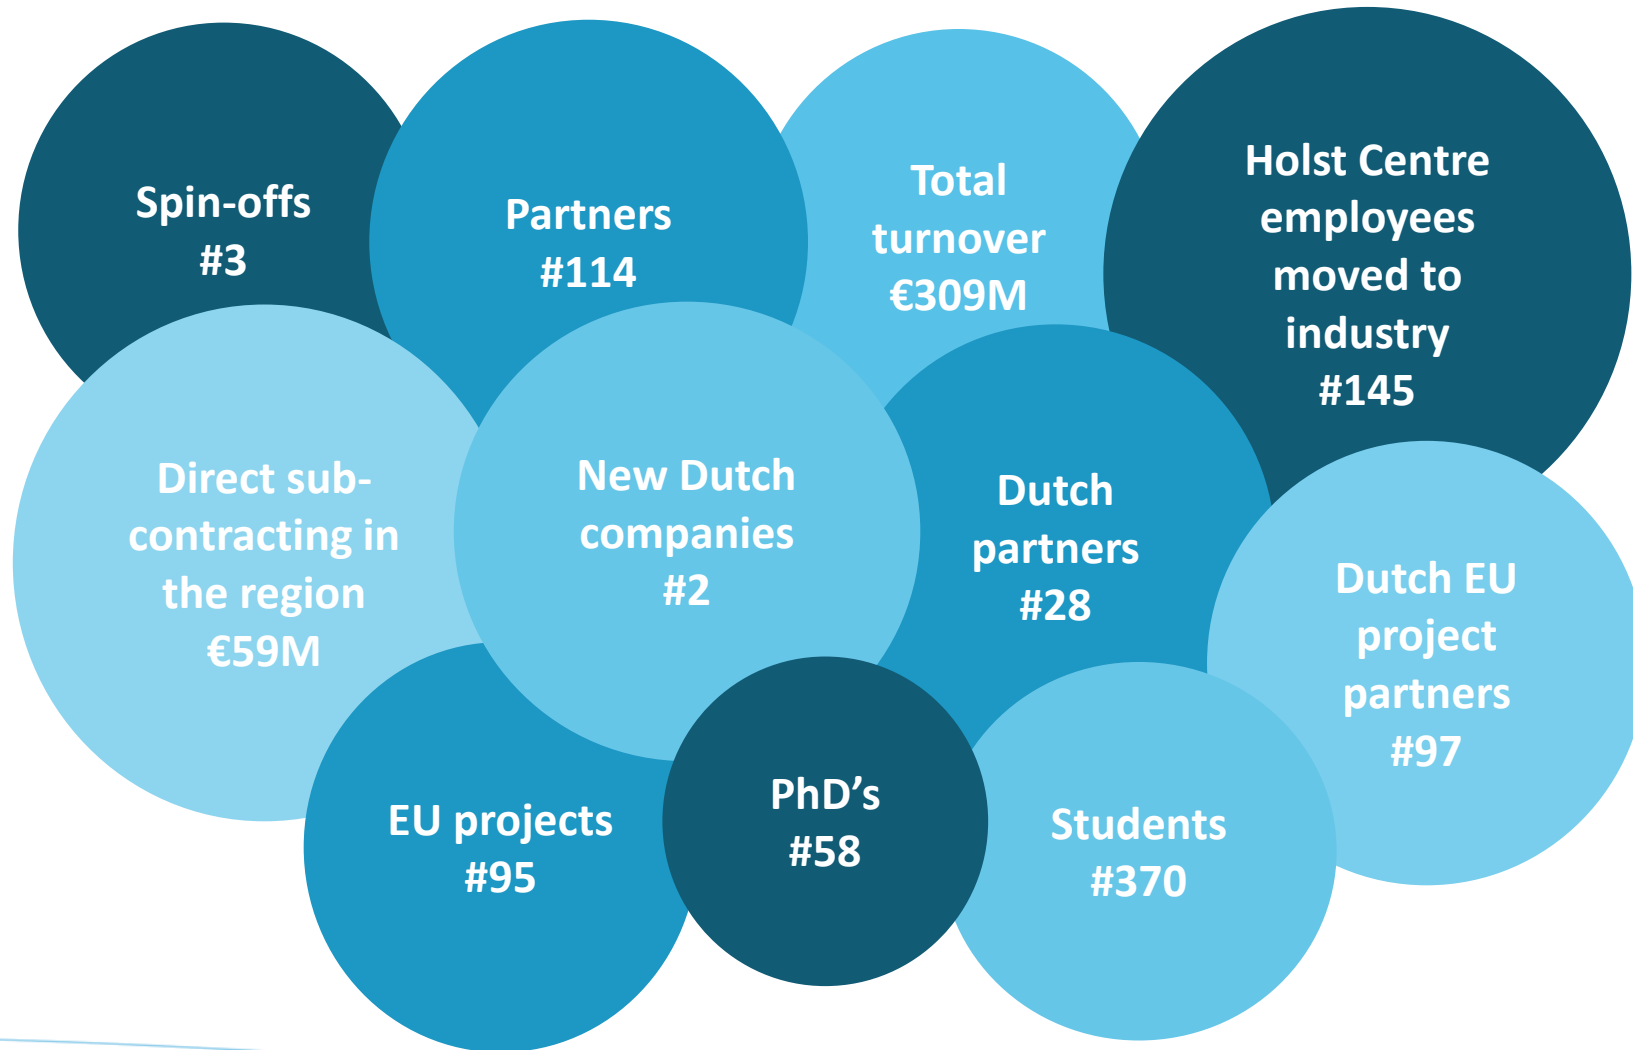 Spin-offs
#3
Partners
#114
Total
turnover
€309M
Holst Centre
employees
moved to
industry
#145
Direct sub-
contracting in
the region
€59M
New Dutch
companies
#2
Dutch
partners
#28
Dutch EU
project
partners
#97
EU projects
#95
PhD’s
#58
Students
#370